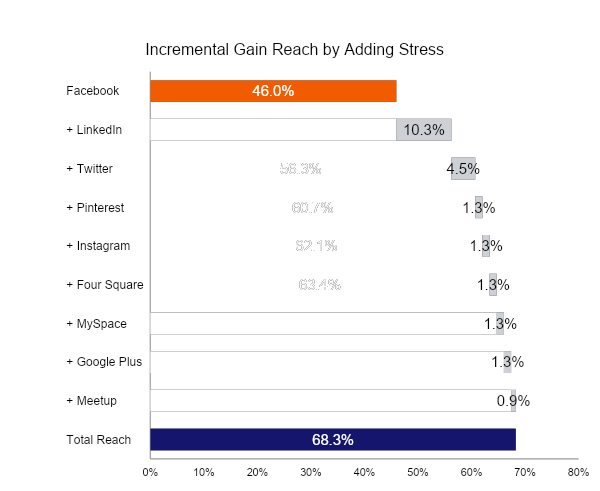 Incremental Gain Reach by Adding Stress
Facebook 46.0%
+ LinkedIn 10.3%
+ Twitter 56.3% 4.5%
+ Pinterest 60.7% 1.3%
+ Instagram 62.1% 1.3%
+ Four Square 63.4% 1.3%
+ MySpace 1.3%
+ Google Plus 1.3%
+ Meetup 0.9%
Total Reach 68.3%
0% 10% 20% 30% 40% 50% 60% 70% 80%